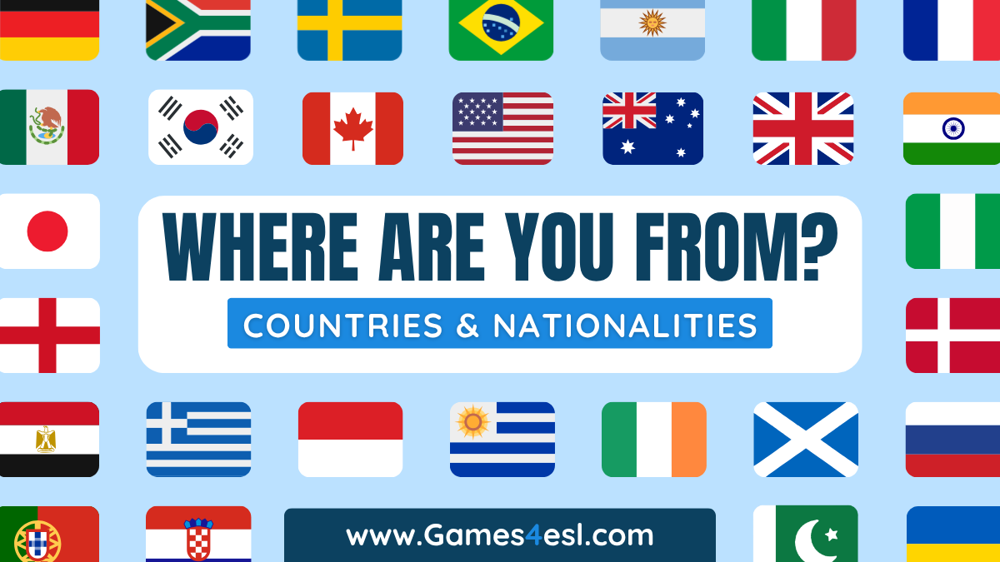 WHERE ARE YOU FROM?
COUNTRIES & NATIONALITIES
www.Games4esl.com